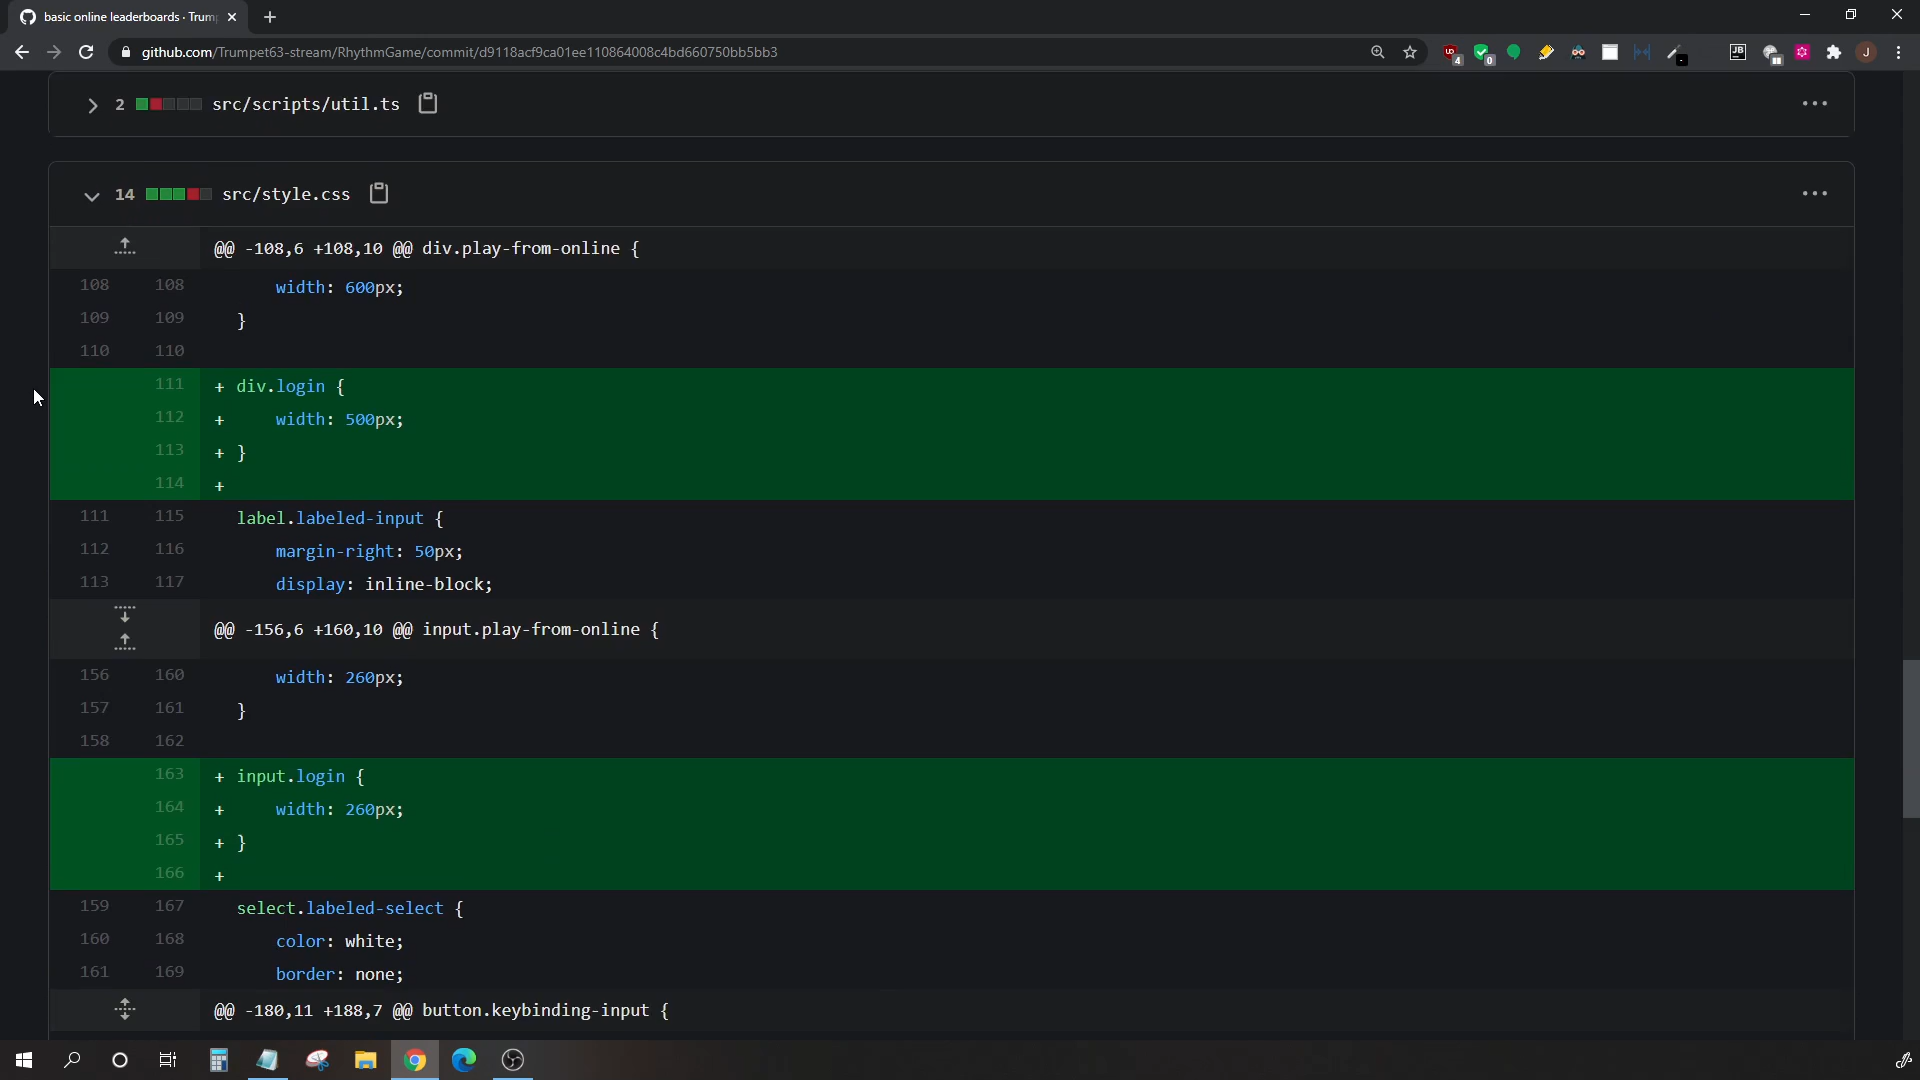 basic online leaderboards · Trump
github.com/Trumpet63-stream/RhythmGame/commit/d9118acf9ca01ee110864008c4bd660750bb5bb3
4
0
JB
J
2 src/scripts/util.ts
14 src/style.css
@@ -108,6 +108,10 @@ div.play-from-online {
108 108 width: 600px;
109 109 }
110 110
111 + div.login {
112 + width: 500px;
113 + }
114 +
111 115 label.labeled-input {
112 116 margin-right: 50px;
113 117 display: inline-block;
@@ -156,6 +160,10 @@ input.play-from-online {
156 160 width: 260px;
157 161 }
158 162
163 + input.login {
164 + width: 260px;
165 + }
166 +
159 167 select.labeled-select {
160 168 color: white;
161 169 border: none;
@@ -180,11 +188,7 @@ button.keybinding-input {